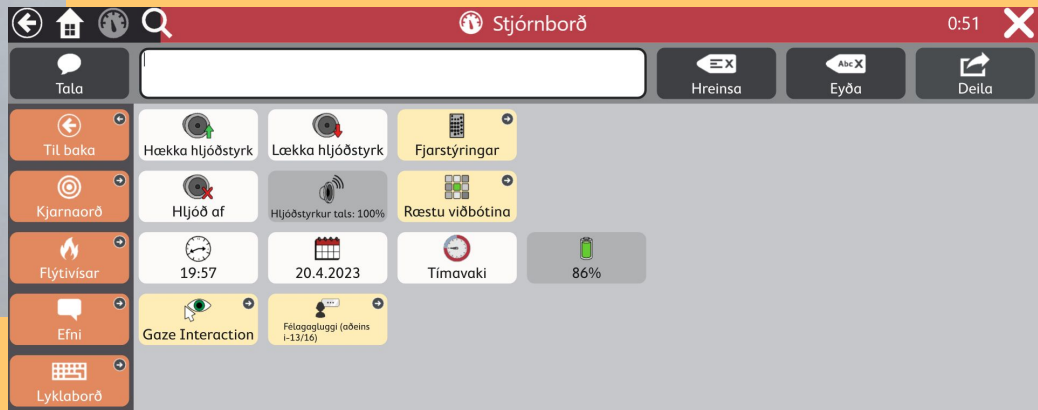 Stjórnborð
0:51
Tala
Abc X
Hreinsa
Eyða
Deila
Til baka
Hækka hljóðstyrk
Lækka hljóðstyrk
Fjarstýringar
Kjarnaorð
Hljóð af
Hljóðstyrkur tals: 100%
Ræstu viðbótina
Flýtivísar
19:57
20.4.2023
Tímavaki
86%
Efni
Gaze Interaction
Félagagluggi (aðeins
i-13/16)
Lyklaborð